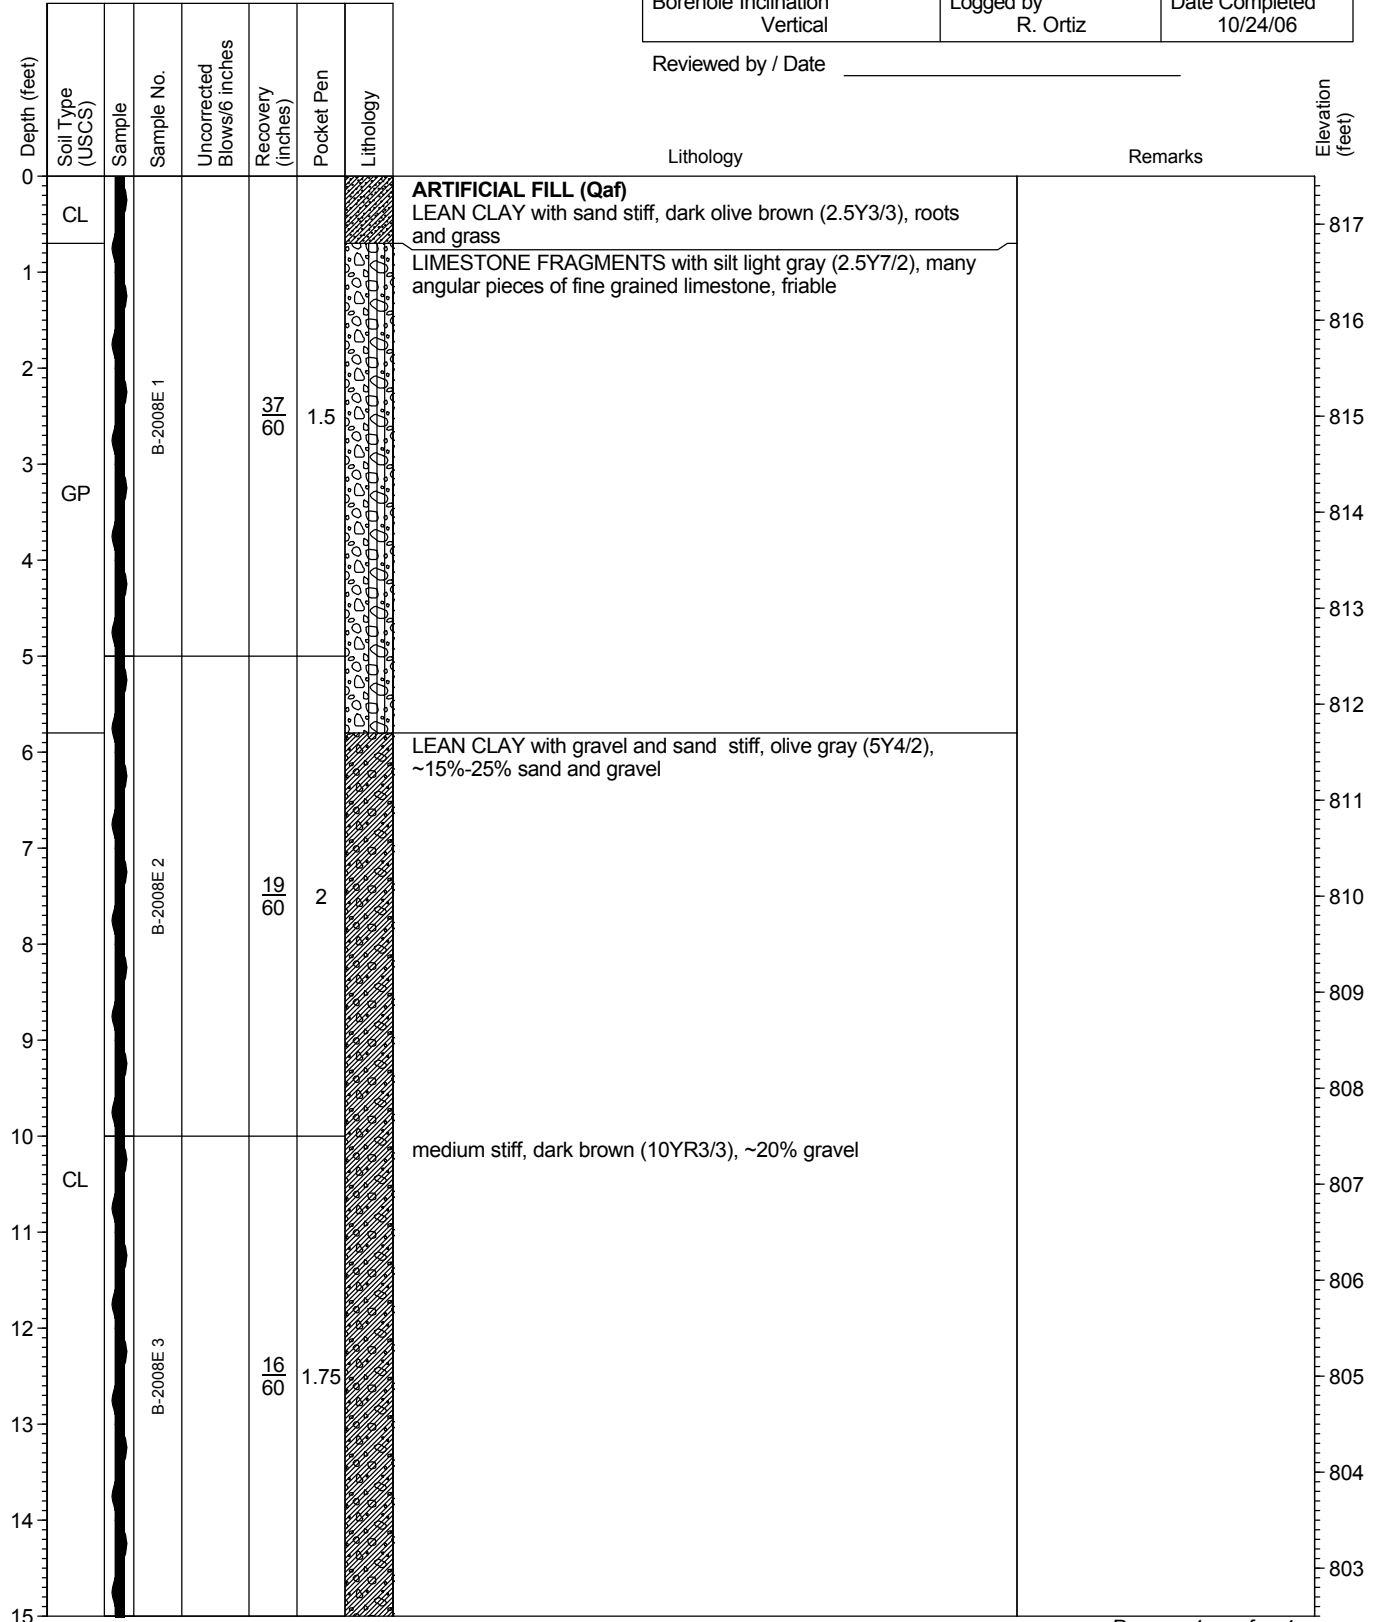 Borehole Inclination
Vertical
Logged by
R. Ortiz
Date Completed
10/24/06
Reviewed by / Date
Depth (feet)
Soil Type
(USCS)
Sample
Sample No.
Uncorrected
Blows/6 inches
Recovery
(inches)
Pocket Pen
Lithology
Lithology
Remarks
Elevation
(feet)
0
CL
ARTIFICIAL FILL (Qaf)
LEAN CLAY with sand stiff, dark olive brown (2.5Y3/3), roots
and grass
817
1
LIMESTONE FRAGMENTS with silt light gray (2.5Y7/2), many
angular pieces of fine grained limestone, friable
816
2
B-2008E 1
37
60
1.5
815
3
GP
814
4
813
5
812
6
LEAN CLAY with gravel and sand stiff, olive gray (5Y4/2),
~15%-25% sand and gravel
811
7
B-2008E 2
19
60
2
810
8
809
9
808
10
medium stiff, dark brown (10YR3/3), ~20% gravel
CL
807
11
806
12
B-2008E 3
16
60
1.75
805
13
804
14
803
15